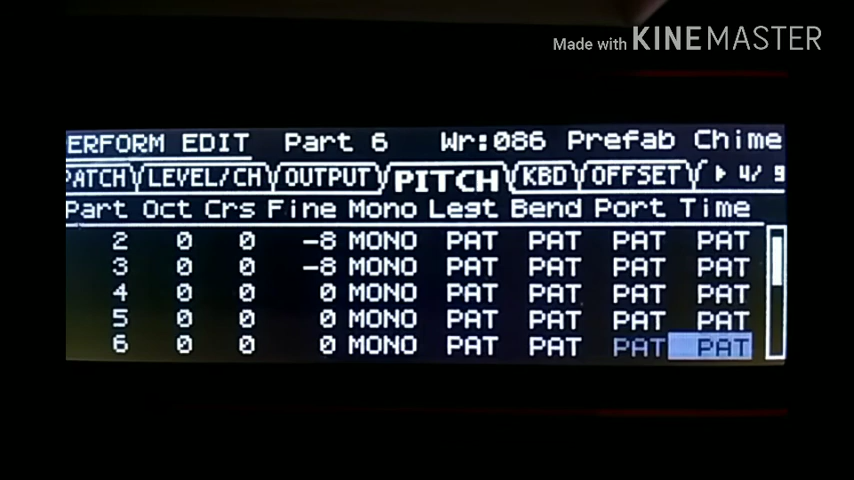 Made with KINEMASTER
ERFORM EDIT Part 6 Wr:086 Prefab Chime
PATCH LEVEL/CH OUTPUT PITCH KBD OFFSET ▶ 4/ 9
Part Oct Crs Fine Mono Legt Bend Port Time
2 0 0 -8 MONO PAT PAT PAT PAT
3 0 0 -8 MONO PAT PAT PAT PAT
4 0 0 0 MONO PAT PAT PAT PAT
5 0 0 0 MONO PAT PAT PAT PAT
6 0 0 0 MONO PAT PAT PAT PAT